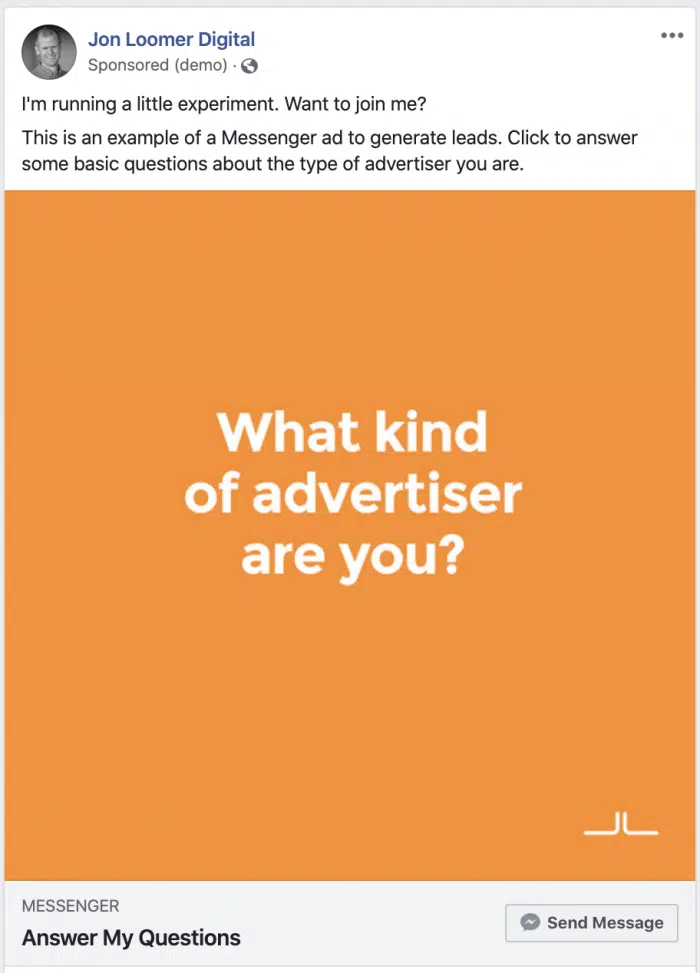 Jon Loomer Digital
Sponsored (demo) ·
I'm running a little experiment. Want to join me?
This is an example of a Messenger ad to generate leads. Click to answer
some basic questions about the type of advertiser you are.
What kind
of advertiser
are you?
JL
MESSENGER
Answer My Questions
Send Message